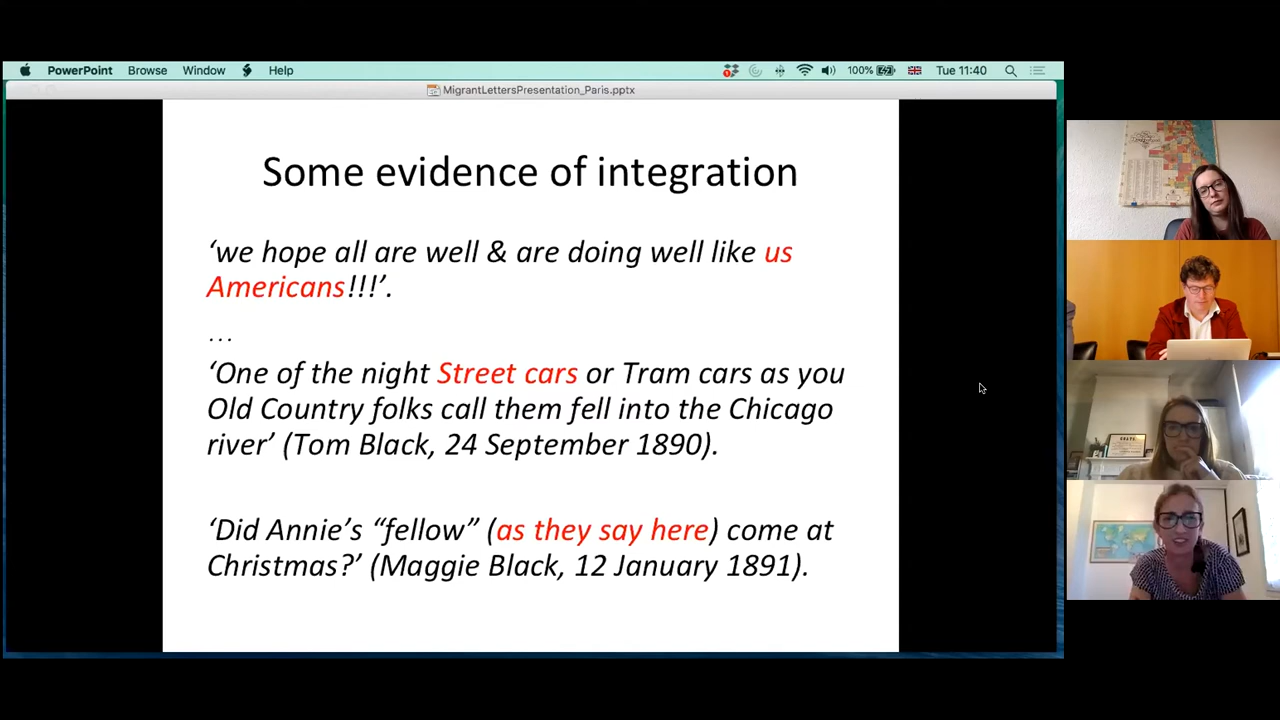 PowerPoint Browse Window Help 100% Tue 11:40
MigrantLettersPresentation_Paris.pptx
Some evidence of integration
‘we hope all are well & are doing well like us
Americans!!!’.
…
‘One of the night Street cars or Tram cars as you
Old Country folks call them fell into the Chicago
river’ (Tom Black, 24 September 1890).
‘Did Annie’s “fellow” (as they say here) come at
Christmas?’ (Maggie Black, 12 January 1891).